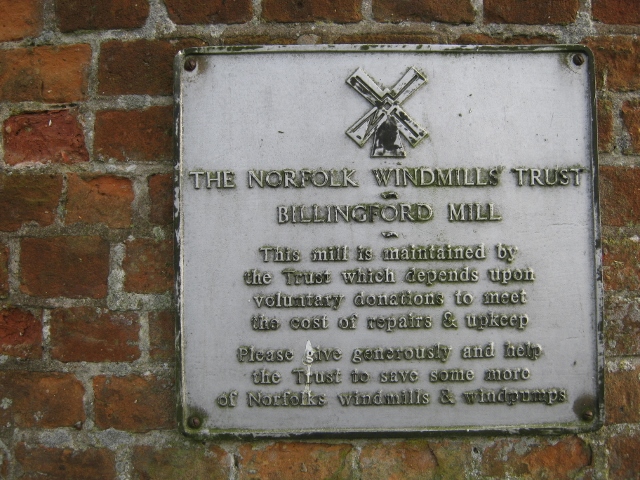 THE NORFOLK WINDMILLS TRUST
BILLINGFORD MILL
This mill is maintained by
the Trust which depends upon
voluntary donations to meet
the cost of repairs & upkeep
Please give generously and help
the Trust to save some more
of Norfolks windmills & windpumps